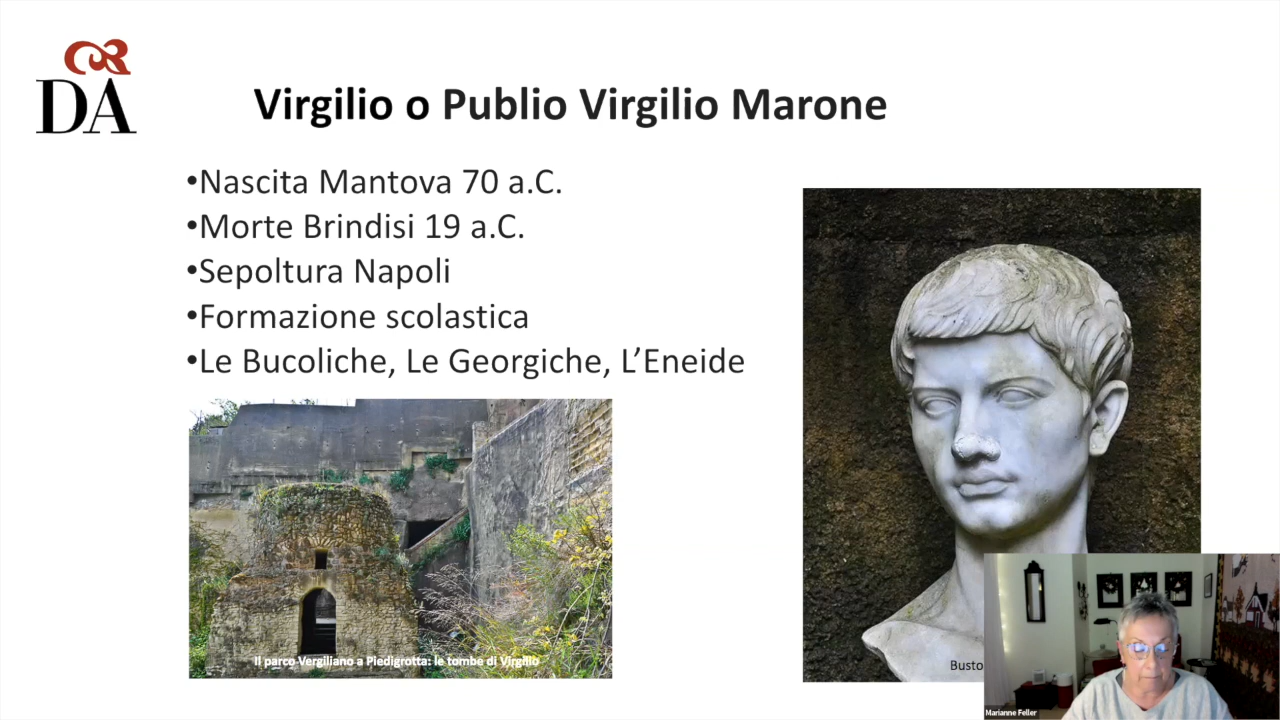 DA
Virgilio o Publio Virgilio Marone
•Nascita Mantova 70 a.C.
•Morte Brindisi 19 a.C.
•Sepoltura Napoli
•Formazione scolastica
•Le Bucoliche, Le Georgiche, L’Eneide
Il parco Vergiliano a Piedigrotta: le tombe di Virgilio
Busto
Marianne Feller